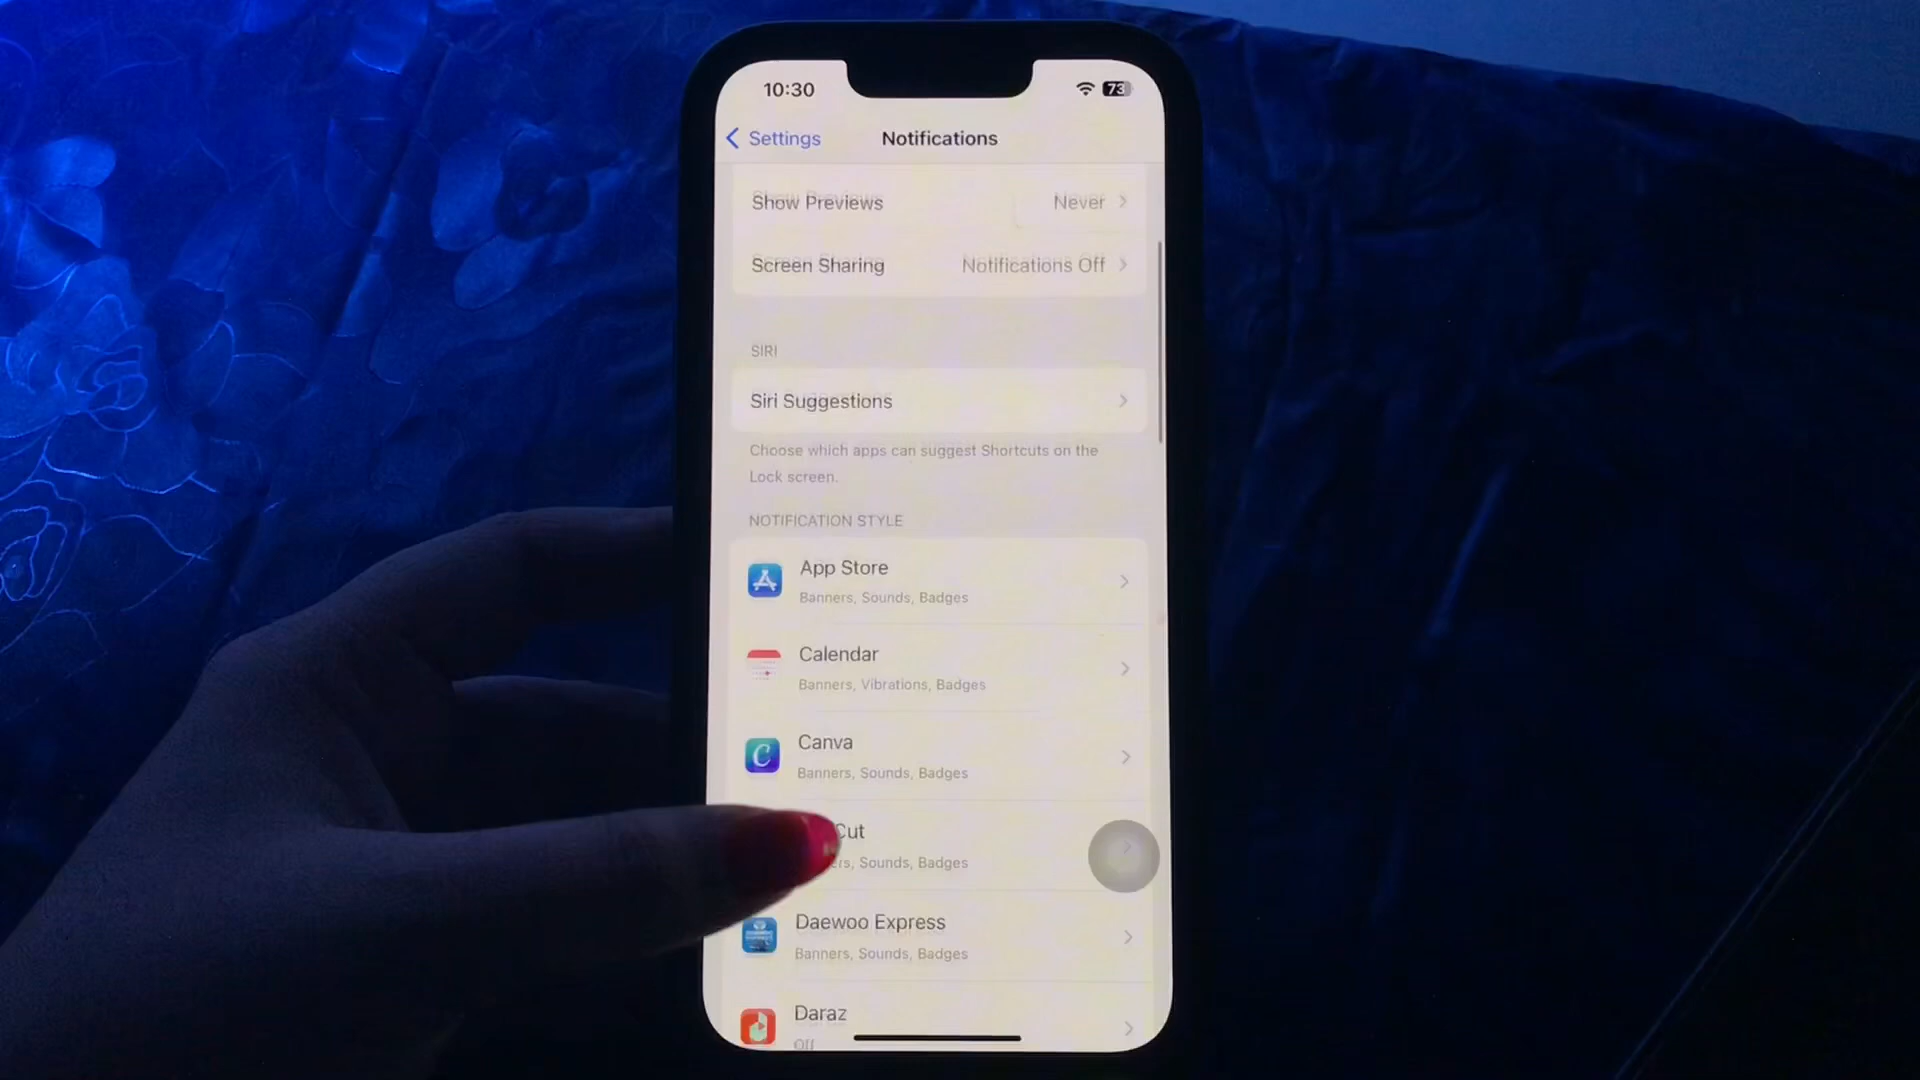 10:30
73
Settings
Notifications
Show Previews
Never
Screen Sharing
Notifications Off
SIRI
Siri Suggestions
Choose which apps can suggest Shortcuts on the
Lock screen.
NOTIFICATION STYLE
App Store
Banners, Sounds, Badges
Calendar
Banners, Vibrations, Badges
Canva
Banners, Sounds, Badges
Cut
Sounds, Badges
Daewoo Express
Banners, Sounds, Badges
Daraz
Off